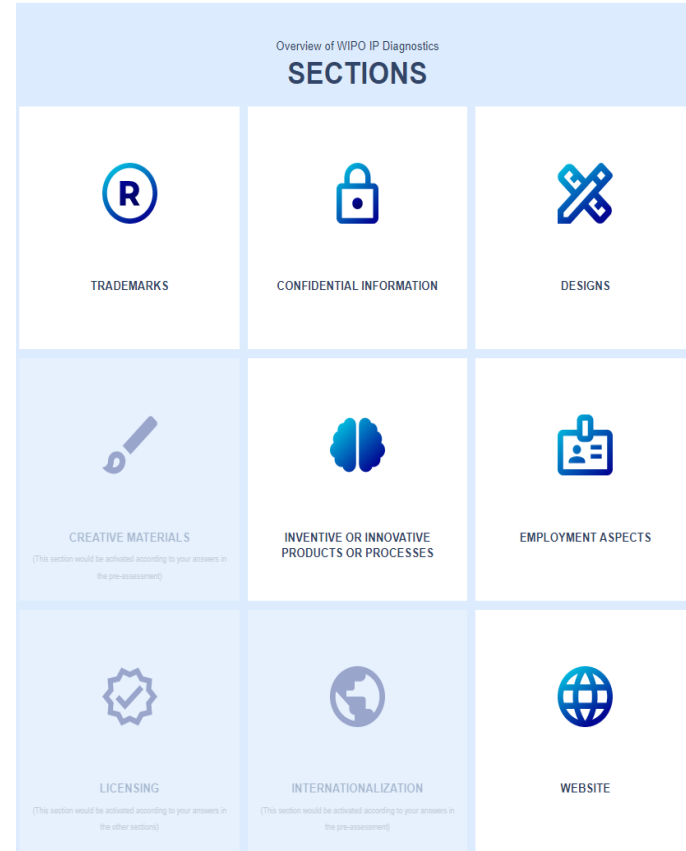 Overview of WIPO IP Diagnostics
SECTIONS
R
TRADEMARKS
CONFIDENTIAL INFORMATION
DESIGNS
CREATIVE MATERIALS
(This section would be activated according to your answers in
the pre-assessment)
INVENTIVE OR INNOVATIVE
PRODUCTS OR PROCESSES
EMPLOYMENT ASPECTS
LICENSING
(This section would be activated according to your answers in
the other sections)
INTERNATIONALIZATION
(This section would be activated according to your answers in
the pre-assessment)
WEBSITE